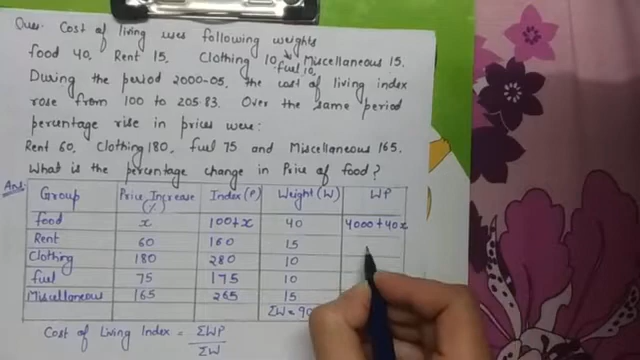 Ques: Cost of living uses following weights
food 40, Rent 15, Clothing 10, Miscellaneous 15.
fuel 10,
During the period 2000-05, the cost of living index
rose from 100 to 205.83. Over the same period
percentage rise in prices were:
Rent 60, Clothing 180, fuel 75 and Miscellaneous 165.
What is the percentage change in Price of food?
Ans: Group Price Increase (%) Index (P) Weight (W) WP
food x 100+x 40 4000+40x
Rent 60 160 15
Clothing 180 280 10
fuel 75 175 10
Miscellaneous 165 265 15
ΣW = 90
Cost of Living Index = ΣWP / ΣW